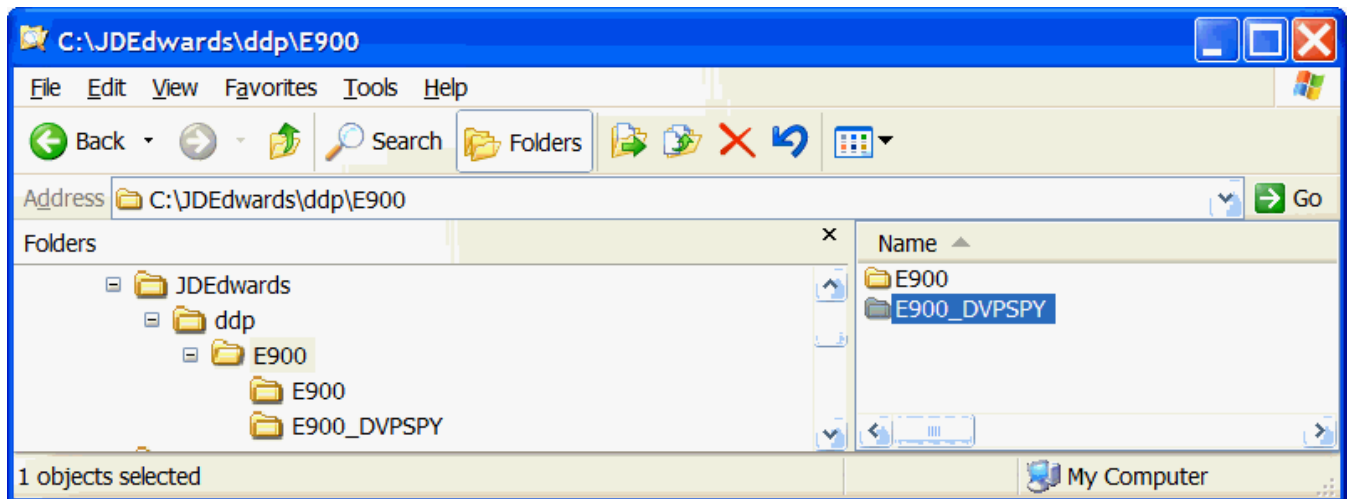 C:\JDEdwards\ddp\E900
File Edit View Favorites Tools Help
Back Search Folders
Address C:\JDEdwards\ddp\E900 Go
Folders x
JDEdwards
ddp
E900
E900
E900_DVPSPY
Name
E900
E900_DVPSPY
1 objects selected My Computer